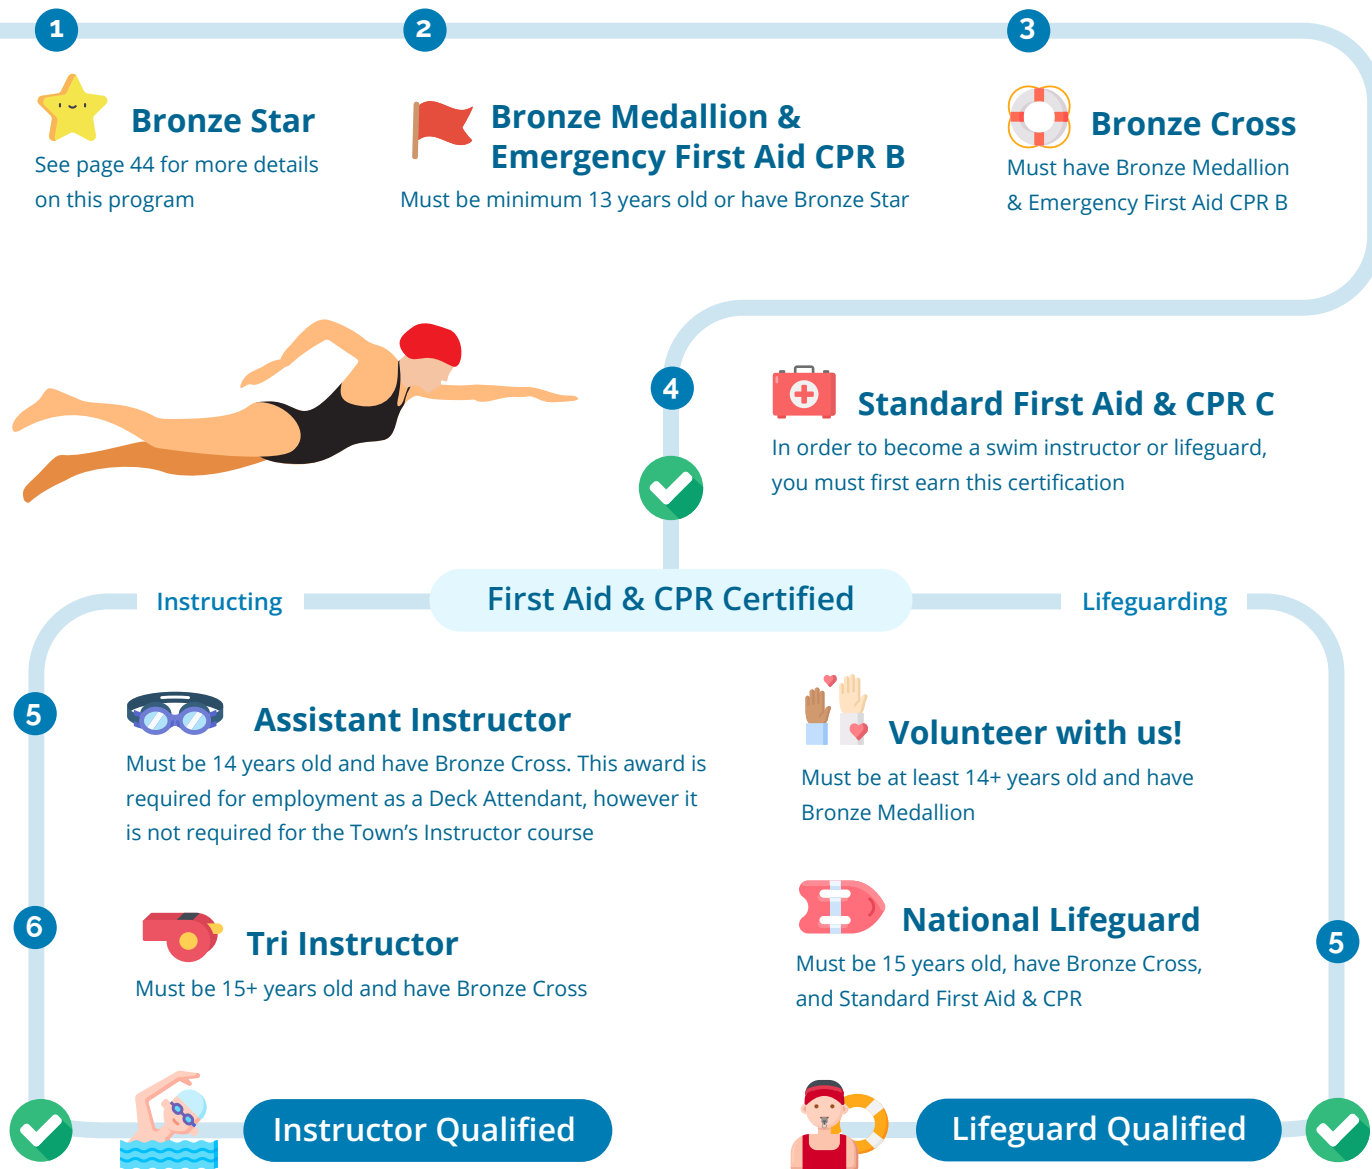 1
Bronze Star
See page 44 for more details
on this program
2
Bronze Medallion &
Emergency First Aid CPR B
Must be minimum 13 years old or have Bronze Star
3
Bronze Cross
Must have Bronze Medallion
& Emergency First Aid CPR B
4
Standard First Aid & CPR C
In order to become a swim instructor or lifeguard,
you must first earn this certification
First Aid & CPR Certified
Instructing
5
Assistant Instructor
Must be 14 years old and have Bronze Cross. This award is
required for employment as a Deck Attendant, however it
is not required for the Town’s Instructor course
6
Tri Instructor
Must be 15+ years old and have Bronze Cross
Instructor Qualified
Lifeguarding
Volunteer with us!
Must be at least 14+ years old and have
Bronze Medallion
5
National Lifeguard
Must be 15 years old, have Bronze Cross,
and Standard First Aid & CPR
Lifeguard Qualified